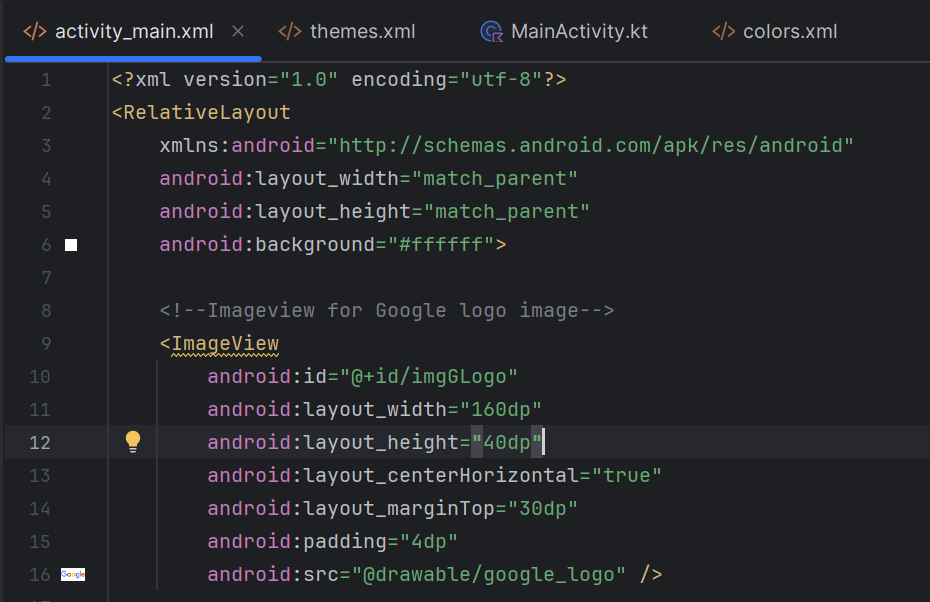 </> activity_main.xml × </> themes.xml MainActivity.kt </> colors.xml
1 <?xml version="1.0" encoding="utf-8"?>
2 <RelativeLayout
3 xmlns:android="http://schemas.android.com/apk/res/android"
4 android:layout_width="match_parent"
5 android:layout_height="match_parent"
6 android:background="#ffffff">
7
8 <!--Imageview for Google logo image-->
9 <ImageView
10 android:id="@+id/imgGLogo"
11 android:layout_width="160dp"
12 android:layout_height="40dp"
13 android:layout_centerHorizontal="true"
14 android:layout_marginTop="30dp"
15 android:padding="4dp"
16 Google android:src="@drawable/google_logo" />